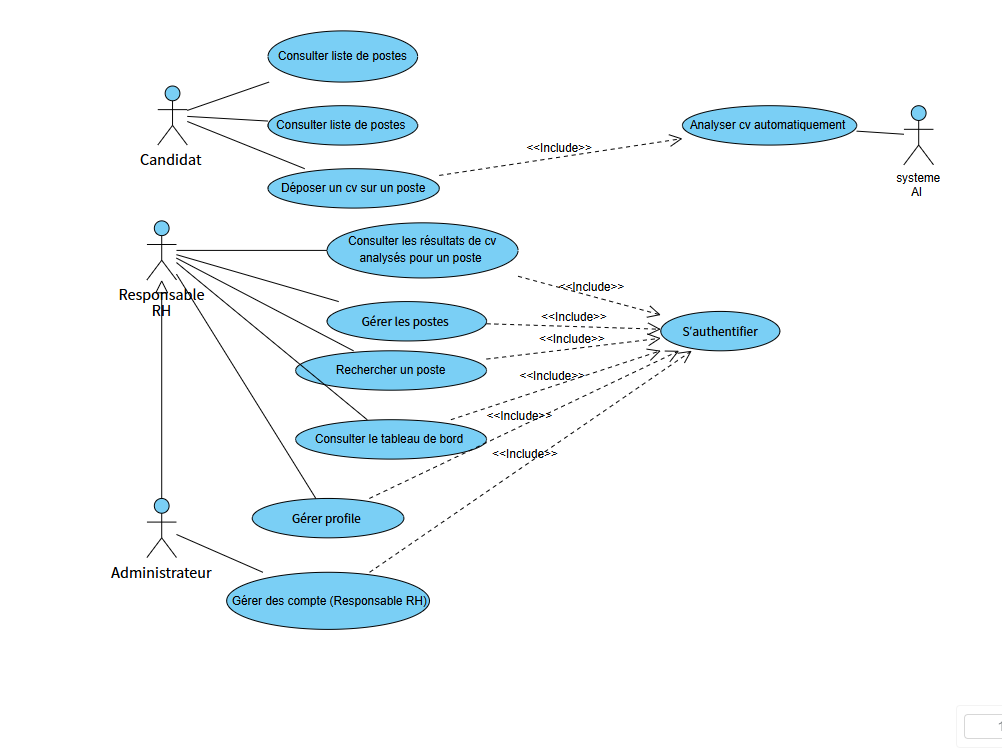 Consulter liste de postes
Candidat
Consulter liste de postes
Analyser cv automatiquement
systeme
AI
<<Include>>
Déposer un cv sur un poste
Responsable
RH
Consulter les résultats de cv
analysés pour un poste
<<Include>>
Gérer les postes
<<Include>>
S'authentifier
<<Include>>
Rechercher un poste
<<Include>>
Consulter le tableau de bord
<<Include>>
<<Include>>
Gérer profile
Administrateur
Gérer des compte (Responsable RH)